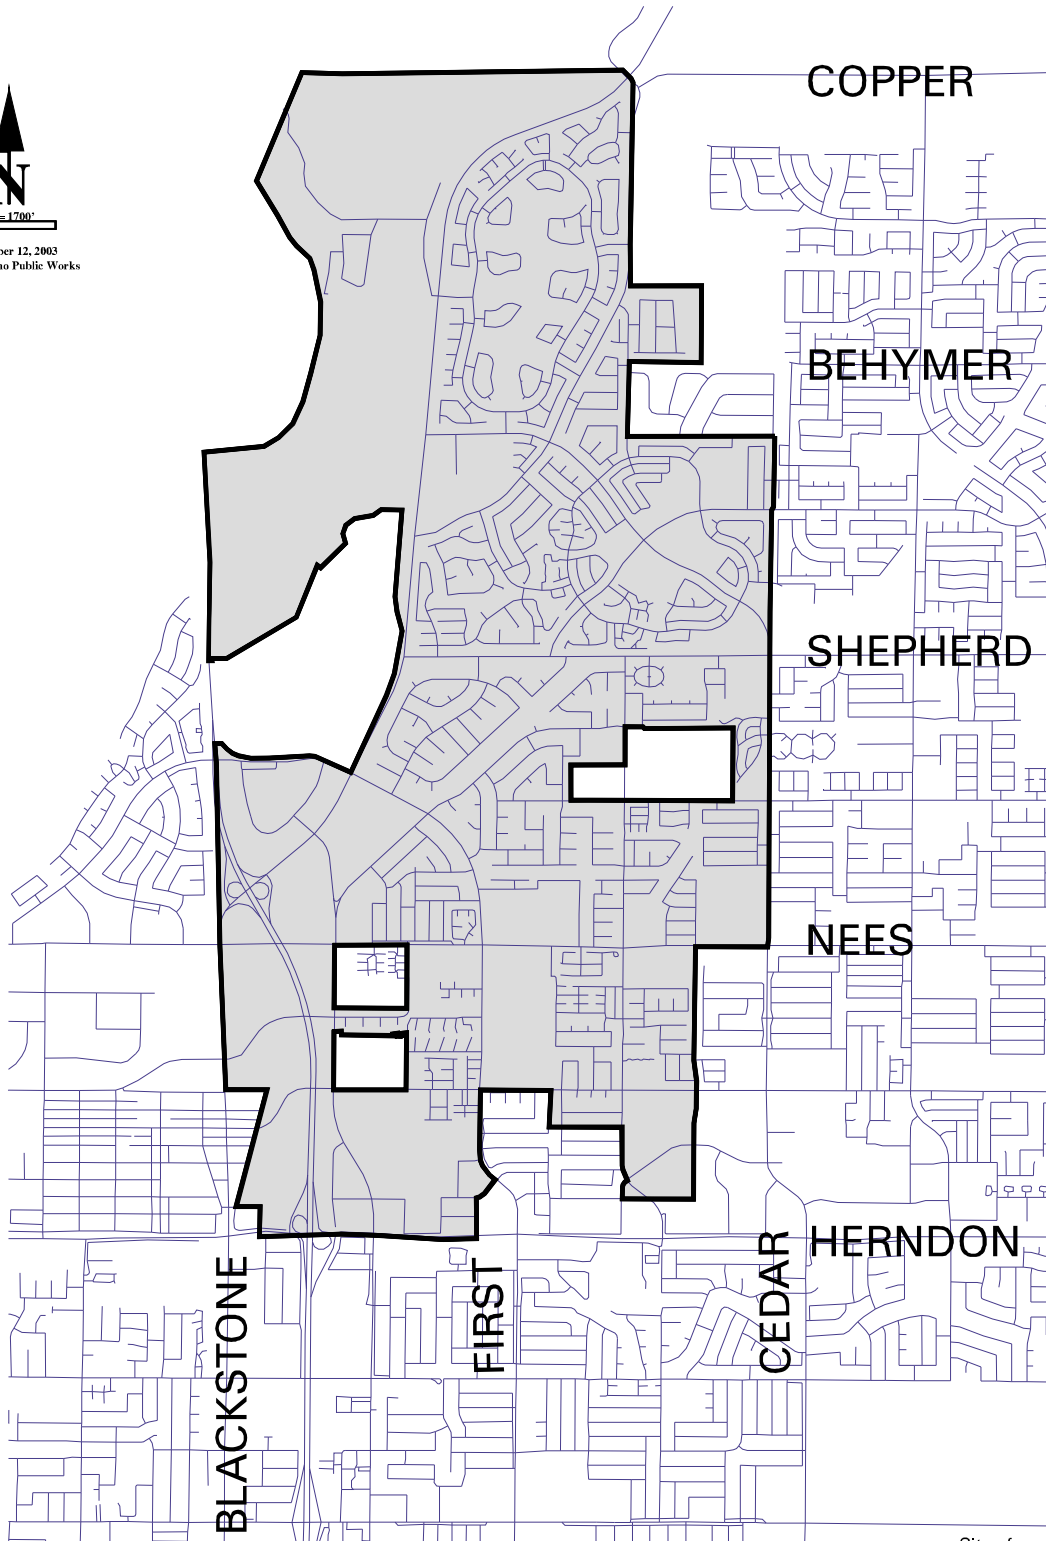 COPPER
N
= 1700'
ber 12, 2003
no Public Works
BEHYMER
SHEPHERD
NEES
HERNDON
BLACKSTONE
FIRST
CEDAR